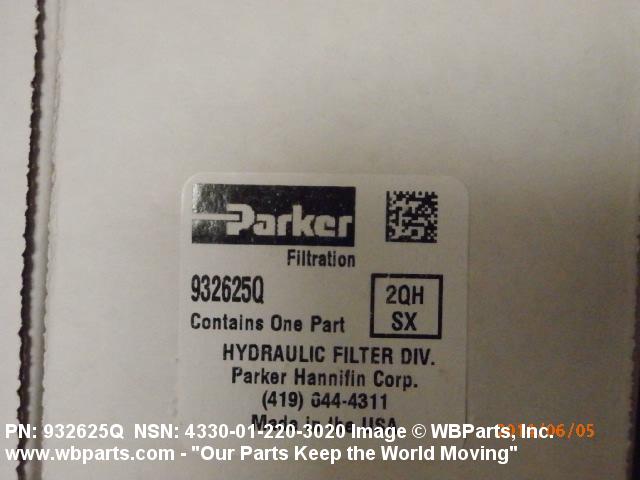 Parker
Filtration
932625Q
2QH
SX
Contains One Part
HYDRAULIC FILTER DIV.
Parker Hannifin Corp.
(419) 644-4311
Made in the USA
PN: 932625Q NSN: 4330-01-220-3020 Image © WBParts, Inc.
/06/05
www.wbparts.com - "Our Parts Keep the World Moving"